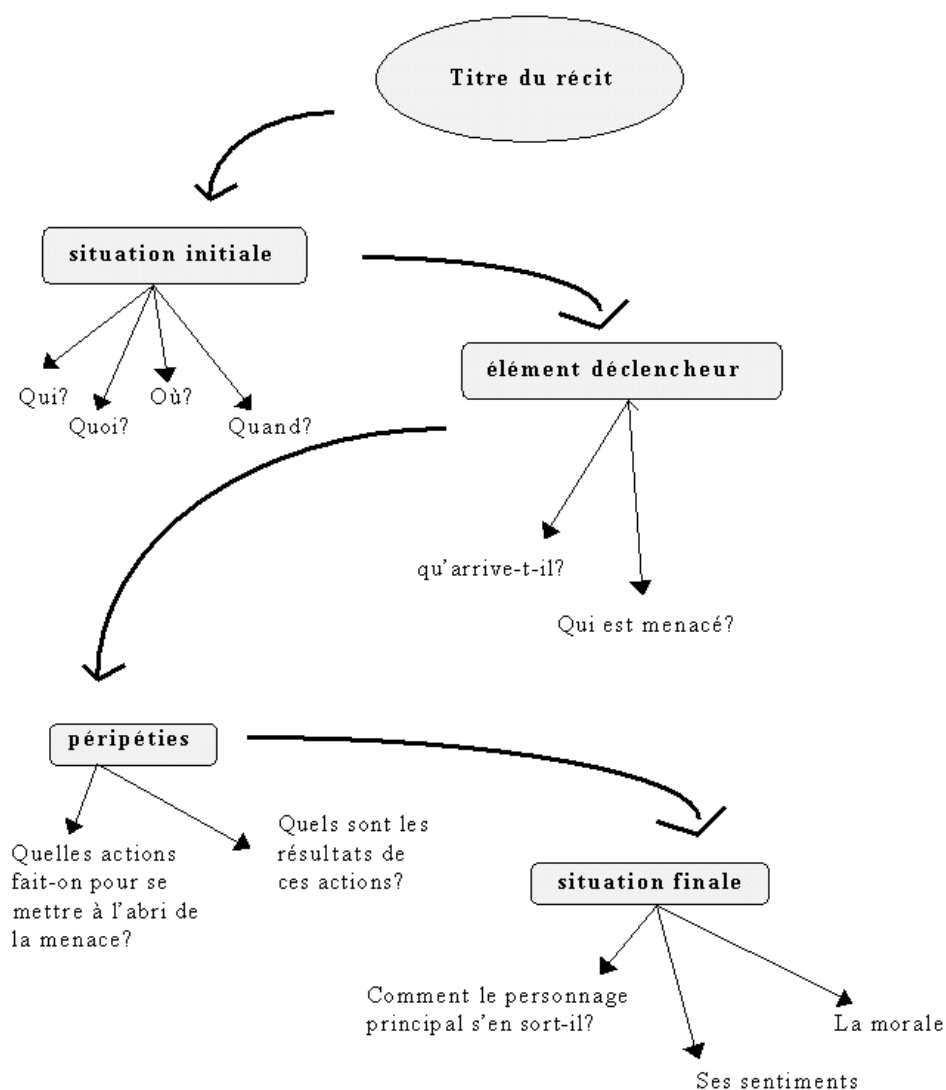 Titre du récit
situation initiale
Qui?
Quoi?
Où?
Quand?
élément déclencheur
qu'arrive-t-il?
Qui est menacé?
péripéties
Quelles actions
fait-on pour se
mettre à l'abri de
la menace?
Quels sont les
résultats de
ces actions?
situation finale
Comment le personnage
principal s'en sort-il?
Ses sentiments
La morale